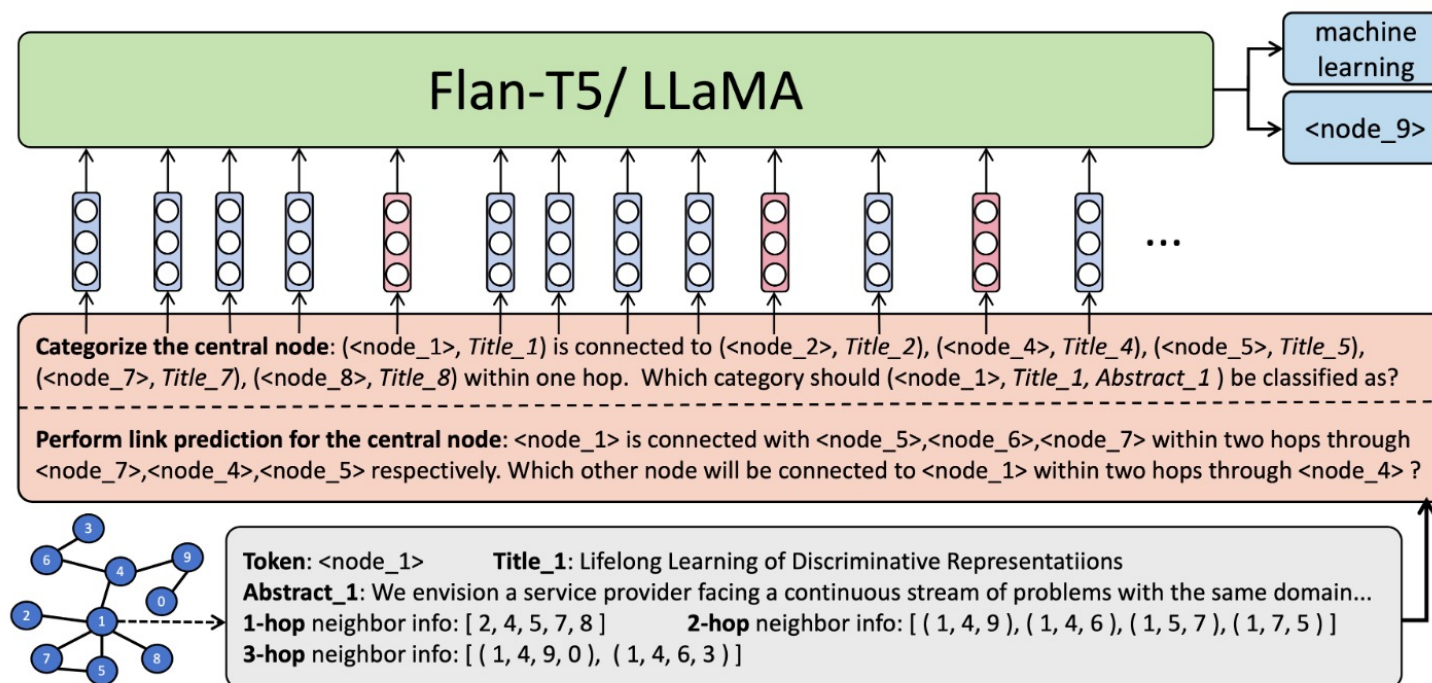 Flan-T5/ LLaMA
machine
learning
<node_9>
...
Categorize the central node: (<node_1>, Title_1) is connected to (<node_2>, Title_2), (<node_4>, Title_4), (<node_5>, Title_5),
(<node_7>, Title_7), (<node_8>, Title_8) within one hop.  Which category should (<node_1>, Title_1, Abstract_1 ) be classified as?
Perform link prediction for the central node: <node_1> is connected with <node_5>,<node_6>,<node_7> within two hops through
<node_7>,<node_4>,<node_5> respectively. Which other node will be connected to <node_1> within two hops through <node_4> ?
3
6
4
9
0
2
1
7
5
8
Token: <node_1> Title_1: Lifelong Learning of Discriminative Representatiions
Abstract_1: We envision a service provider facing a continuous stream of problems with the same domain...
1-hop neighbor info: [ 2, 4, 5, 7, 8 ] 2-hop neighbor info: [ ( 1, 4, 9 ), ( 1, 4, 6 ), ( 1, 5, 7 ), ( 1, 7, 5 ) ]
3-hop neighbor info: [ ( 1, 4, 9, 0 ),  ( 1, 4, 6, 3 ) ]